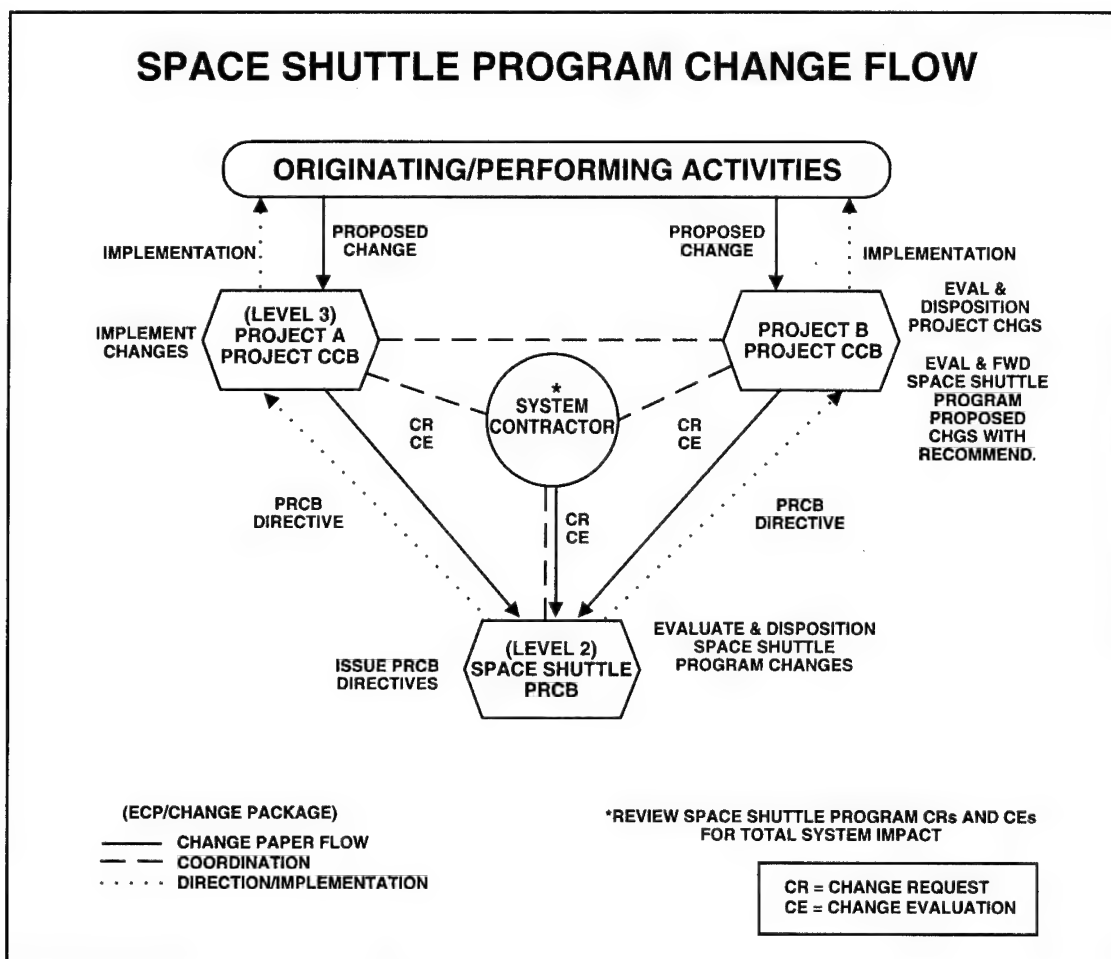 SPACE SHUTTLE PROGRAM CHANGE FLOW
ORIGINATING/PERFORMING ACTIVITIES
IMPLEMENTATION
PROPOSED
CHANGE
PROPOSED
CHANGE
IMPLEMENTATION
IMPLEMENT
CHANGES
(LEVEL 3)
PROJECT A
PROJECT CCB
PROJECT B
PROJECT CCB
EVAL &
DISPOSITION
PROJECT CHGS
EVAL & FWD
SPACE SHUTTLE
PROGRAM
PROPOSED
CHGS WITH
RECOMMEND.
*
SYSTEM
CONTRACTOR
CR
CE
CR
CE
PRCB
DIRECTIVE
CR
CE
PRCB
DIRECTIVE
ISSUE PRCB
DIRECTIVES
(LEVEL 2)
SPACE SHUTTLE
PRCB
EVALUATE & DISPOSITION
SPACE SHUTTLE
PROGRAM CHANGES
(ECP/CHANGE PACKAGE)
CHANGE PAPER FLOW
COORDINATION
DIRECTION/IMPLEMENTATION
*REVIEW SPACE SHUTTLE PROGRAM CRs AND CEs
FOR TOTAL SYSTEM IMPACT
CR = CHANGE REQUEST
CE = CHANGE EVALUATION